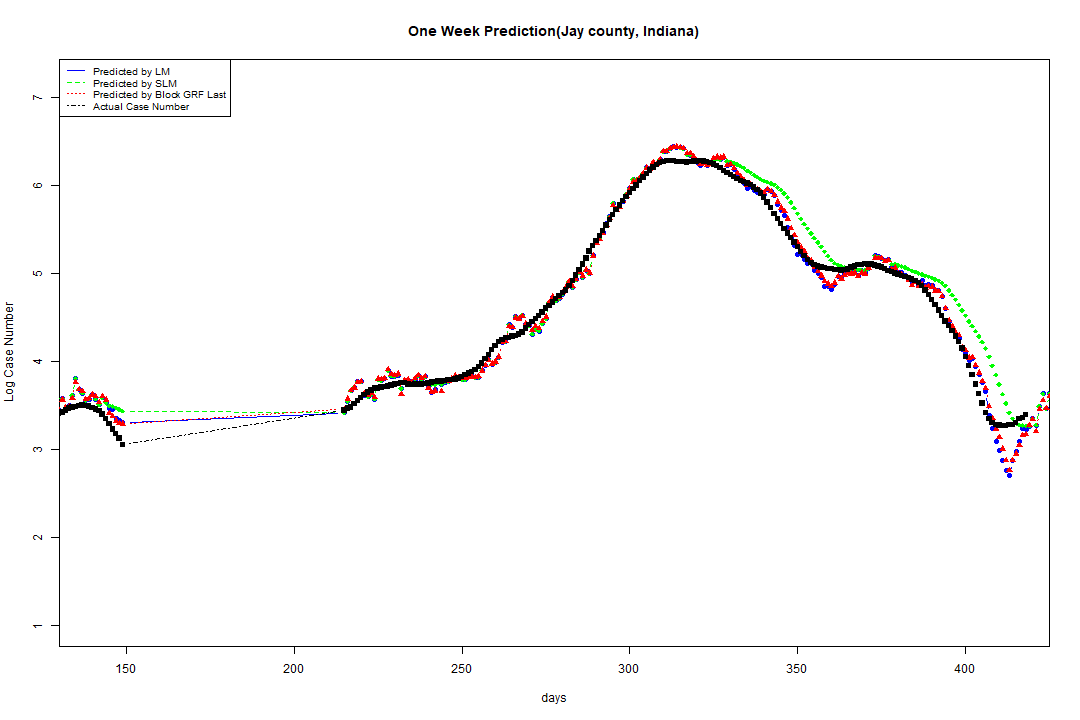 One Week Prediction(Jay county, Indiana)
Predicted by LM
Predicted by SLM
Predicted by Block GRF Last
Actual Case Number
7
6
5
4
3
2
1
Log Case Number
150 200 250 300 350 400
days